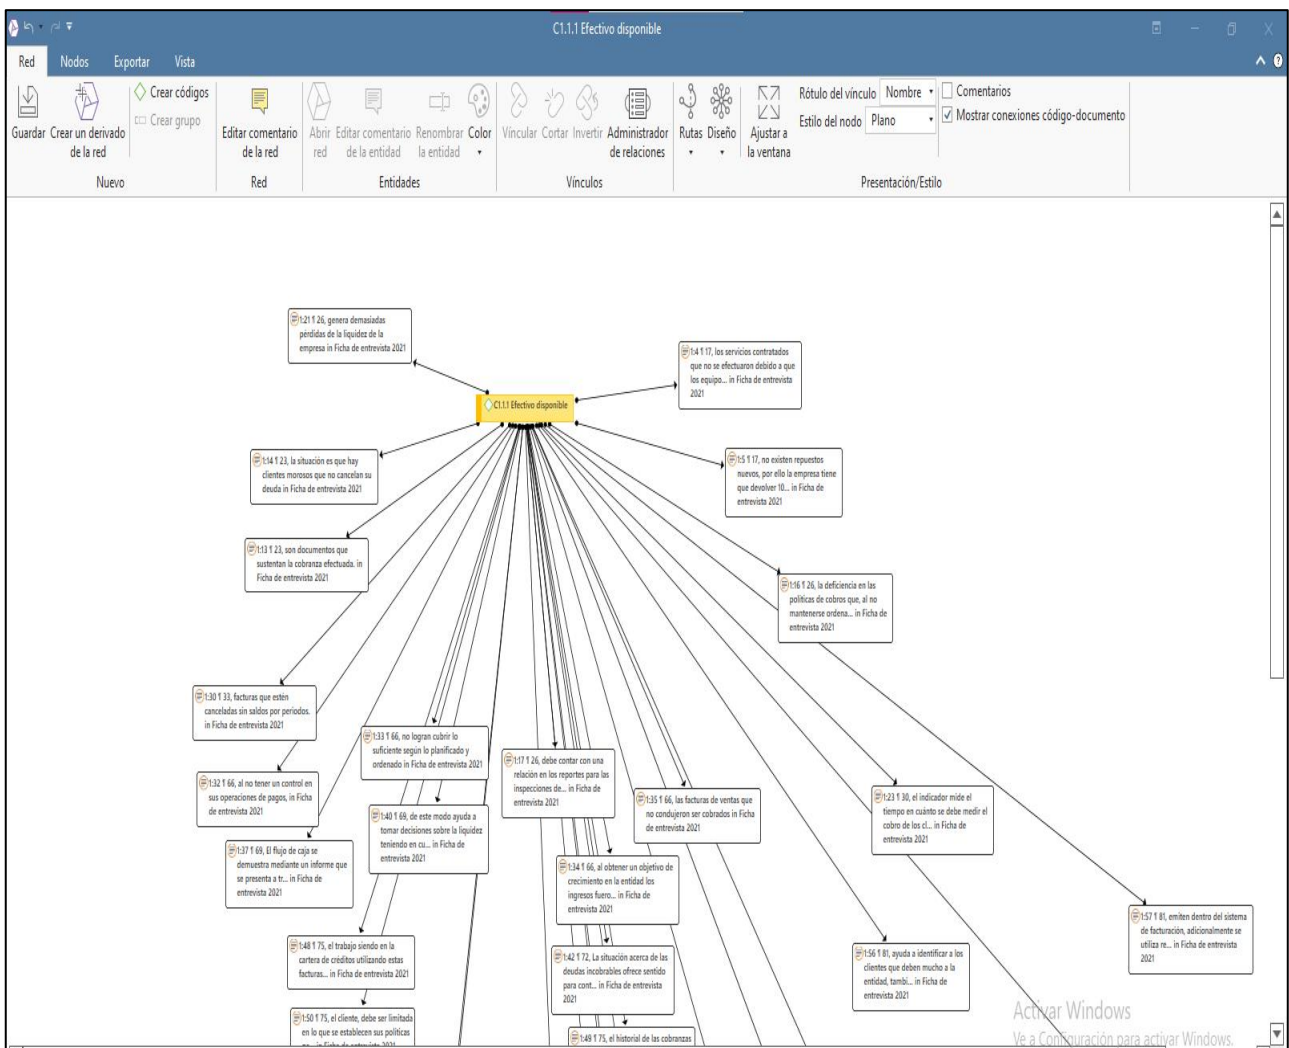 C1.1.1 Efectivo disponible
Red Nodos Exportar Vista
Guardar
Crear un derivado
de la red
Crear códigos
Crear grupo
Nuevo
Editar comentario
de la red
Red
Abrir
red
Editar comentario
de la entidad
Renombrar
la entidad
Color
Entidades
Víncular
Cortar
Invertir
Administrador
de relaciones
Vínculos
Rutas
Diseño
Ajustar a
la ventana
Rótulo del vínculo Nombre
Estilo del nodo Plano
Comentarios
Mostrar conexiones código-documento
Presentación/Estilo
1:21 ¶ 26, genera demasiadas
pérdidas de la liquidez de la
empresa in Ficha de entrevista 2021
1:4 ¶ 17, los servicios contratados
que no se efectuaron debido a que
los equipo... in Ficha de entrevista
2021
C1.1.1 Efectivo disponible
1:14 ¶ 23, la situación es que hay
clientes morosos que no cancelan su
deuda in Ficha de entrevista 2021
1:5 ¶ 17, no existen repuestos
nuevos, por ello la empresa tiene
que devolver 10... in Ficha de
entrevista 2021
1:13 ¶ 23, son documentos que
sustentan la cobranza efectuada. in
Ficha de entrevista 2021
1:16 ¶ 26, la deficiencia en las
políticas de cobros que, al no
mantenerse ordena... in Ficha de
entrevista 2021
1:30 ¶ 33, facturas que estén
canceladas sin saldos por periodos.
in Ficha de entrevista 2021
1:33 ¶ 66, no logran cubrir lo
suficiente según lo planificado y
ordenado in Ficha de entrevista 2021
1:17 ¶ 26, debe contar con una
relación en los reportes para las
inspecciones de... in Ficha de
entrevista 2021
1:32 ¶ 66, al no tener un control en
sus operaciones de pagos, in Ficha
de entrevista 2021
1:35 ¶ 66, las facturas de ventas que
no condujeron ser cobrados in Ficha
de entrevista 2021
1:23 ¶ 30, el indicador mide el
tiempo en cuánto se debe medir el
cobro de los cl... in Ficha de
entrevista 2021
1:40 ¶ 69, de este modo ayuda a
tomar decisiones sobre la liquidez
teniendo en cu... in Ficha de
entrevista 2021
1:37 ¶ 69, El flujo de caja se
demuestra mediante un informe que
se presenta a tr... in Ficha de
entrevista 2021
1:34 ¶ 66, al obtener un objetivo de
crecimiento en la entidad los
ingresos fuero... in Ficha de
entrevista 2021
1:57 ¶ 81, emiten dentro del sistema
de facturación, adicionalmente se
utiliza re... in Ficha de entrevista
2021
1:48 ¶ 75, el trabajo siendo en la
cartera de créditos utilizando estas
facturas... in Ficha de entrevista 2021
1:42 ¶ 72, La situación acerca de las
deudas incobrables ofrece sentido
para cont... in Ficha de entrevista
2021
1:56 ¶ 81, ayuda a identificar a los
clientes que deben mucho a la
entidad, tambi... in Ficha de
entrevista 2021
1:50 ¶ 75, el cliente, debe ser limitada
en lo que se establecen sus políticas
1:49 ¶ 75, el historial de las cobranzas
Activar Windows
Ve a Configuración para activar Windows.